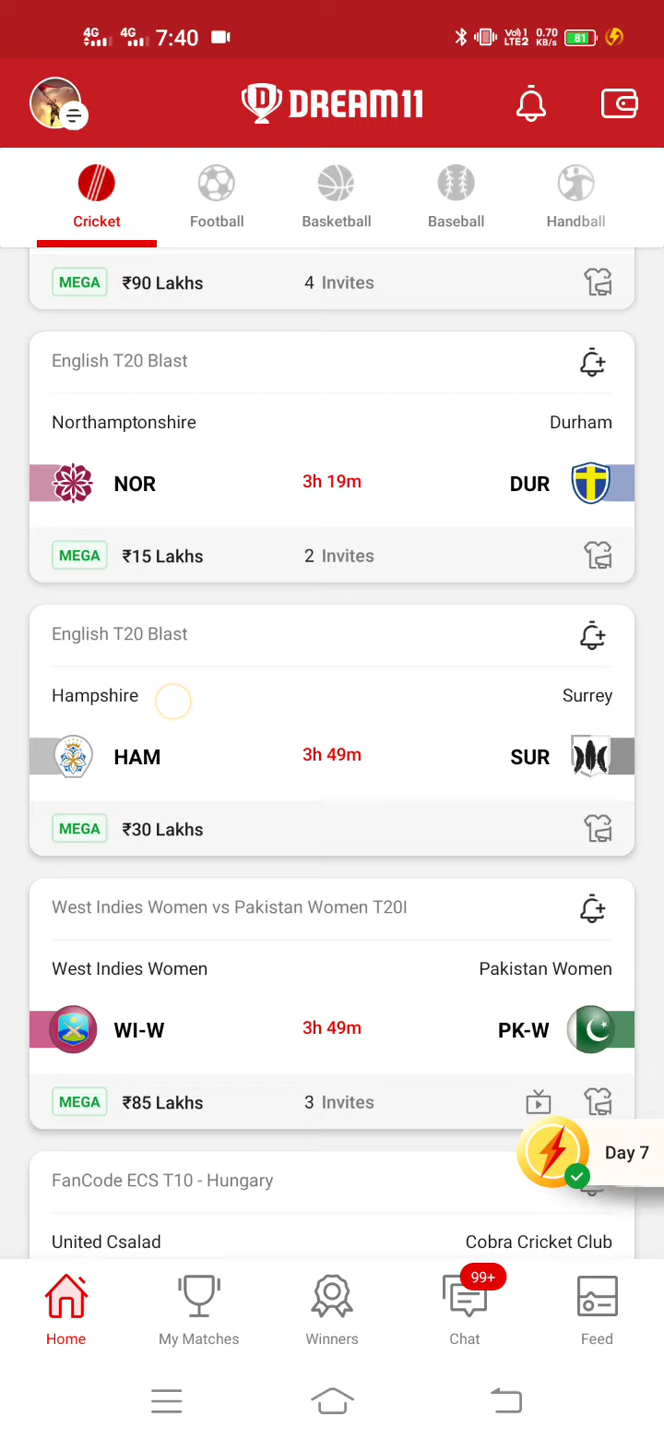 4G 4G 7:40 Vo) 1 LTE2 0.70 KB/s 81
DREAM11
Cricket Football Basketball Baseball Handball
MEGA ₹90 Lakhs 4 Invites
English T20 Blast
Northamptonshire Durham
NOR 3h 19m DUR
MEGA ₹15 Lakhs 2 Invites
English T20 Blast
Hampshire Surrey
HAM 3h 49m SUR
MEGA ₹30 Lakhs
West Indies Women vs Pakistan Women T20I
West Indies Women Pakistan Women
WI-W 3h 49m PK-W
MEGA ₹85 Lakhs 3 Invites
Day 7
FanCode ECS T10 - Hungary
United Csalad Cobra Cricket Club
99+
Home My Matches Winners Chat Feed